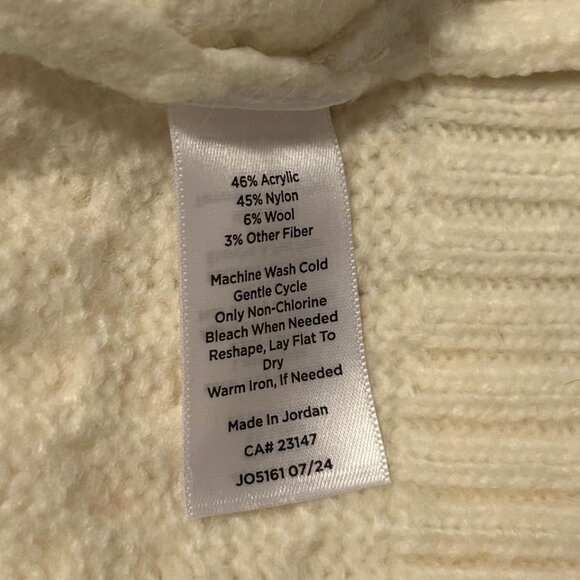 46% Acrylic
45% Nylon
6% Wool
3% Other Fiber
Machine Wash Cold
Gentle Cycle
Only Non-Chlorine
Bleach When Needed
Reshape, Lay Flat To
Dry
Warm Iron, If Needed
Made In Jordan
CA# 23147
JO5161 07/24